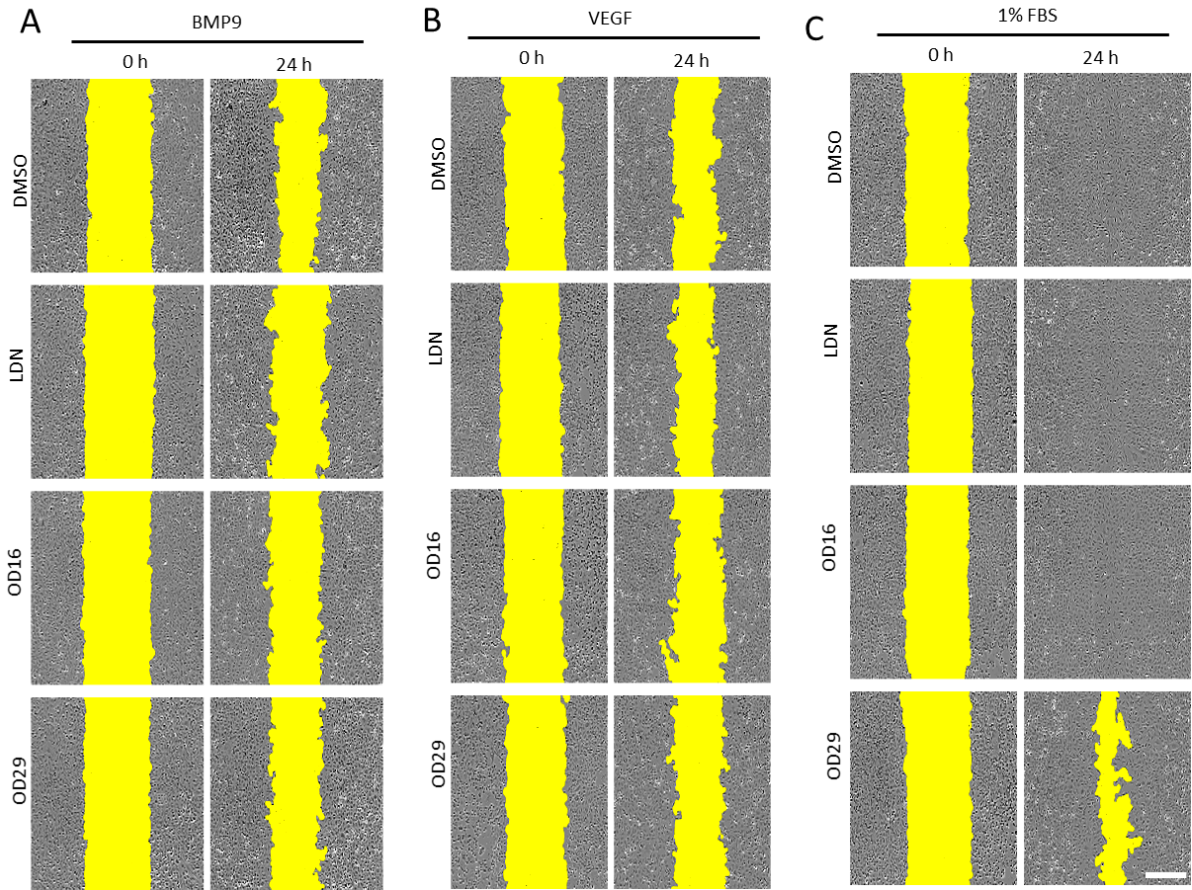 A
BMP9
0 h
24 h
DMSO
LDN
OD16
OD29
B
VEGF
0 h
24 h
DMSO
LDN
OD16
OD29
C
1% FBS
0 h
24 h
DMSO
LDN
OD16
OD29